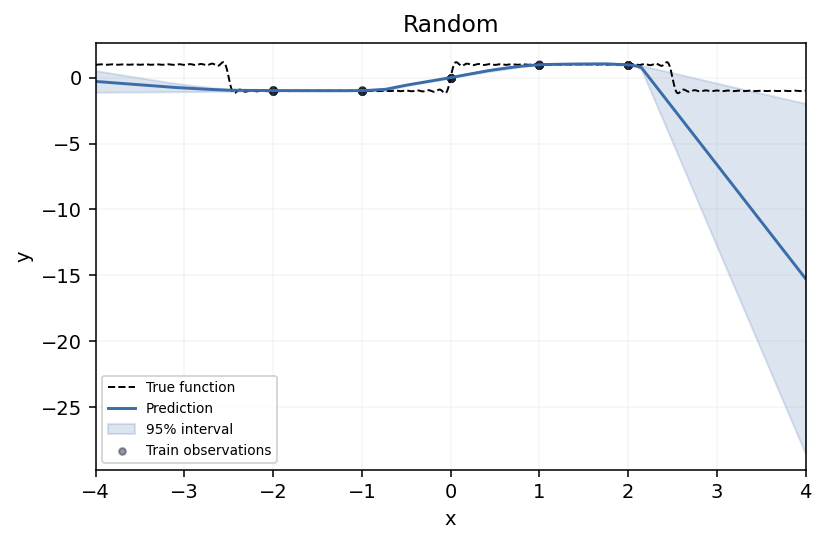 Random
0
−5
−10
−15
−20
−25
y
True function
Prediction
95% interval
Train observations
−4 −3 −2 −1 0 1 2 3 4
x